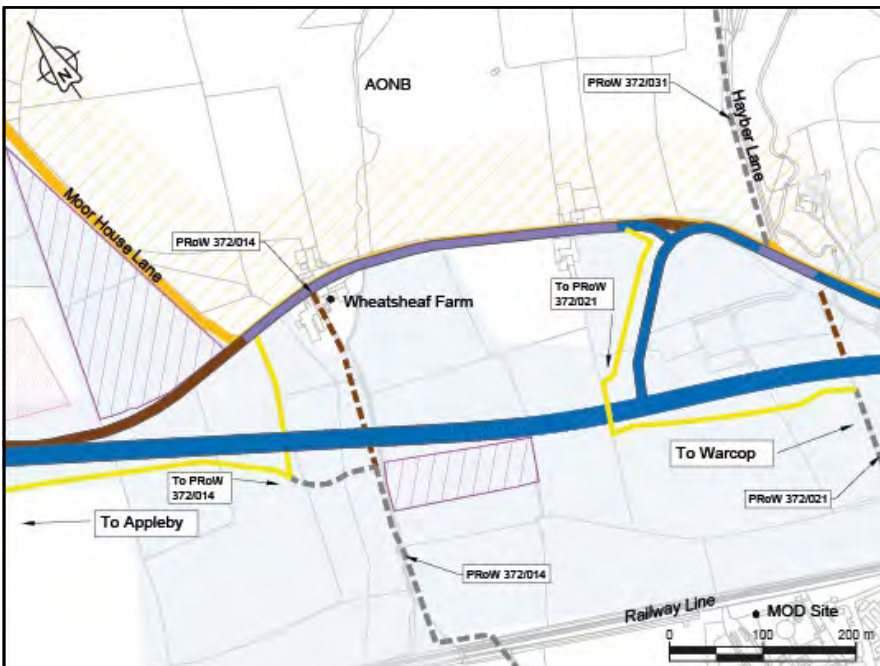 N
AONB
PRoW 372/031
Hayber Lane
Moor House Lane
PRoW 372/014
Wheatsheaf Farm
To PRoW
372/021
To PRoW
372/014
To Warcop
To Appleby
PRoW 372/021
PRoW 372/014
Railway Line
MOD Site
0 100 200 m